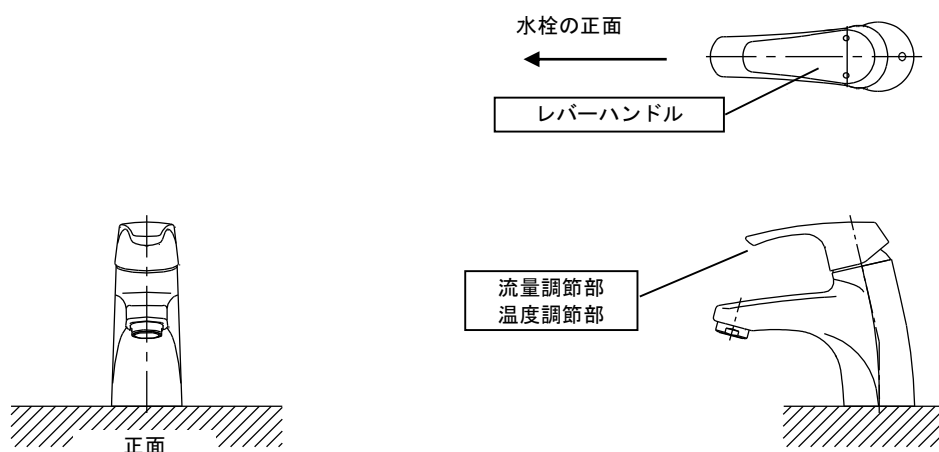 水栓の正面
レバーハンドル
流量調節部
温度調節部
正面